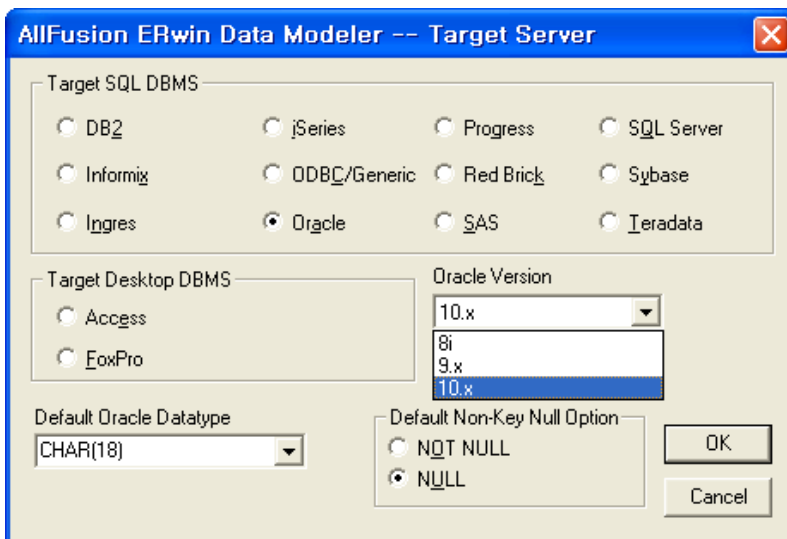 AllFusion ERwin Data Modeler -- Target Server
Target SQL DBMS
DB2 iSeries Progress SQL Server
Informix ODBC/Generic Red Brick Sybase
Ingres Oracle SAS Teradata
Target Desktop DBMS
Access
FoxPro
Oracle Version
10.x
8i
9.x
10.x
Default Oracle Datatype
CHAR(18)
Default Non-Key Null Option
NOT NULL
NULL
OK
Cancel